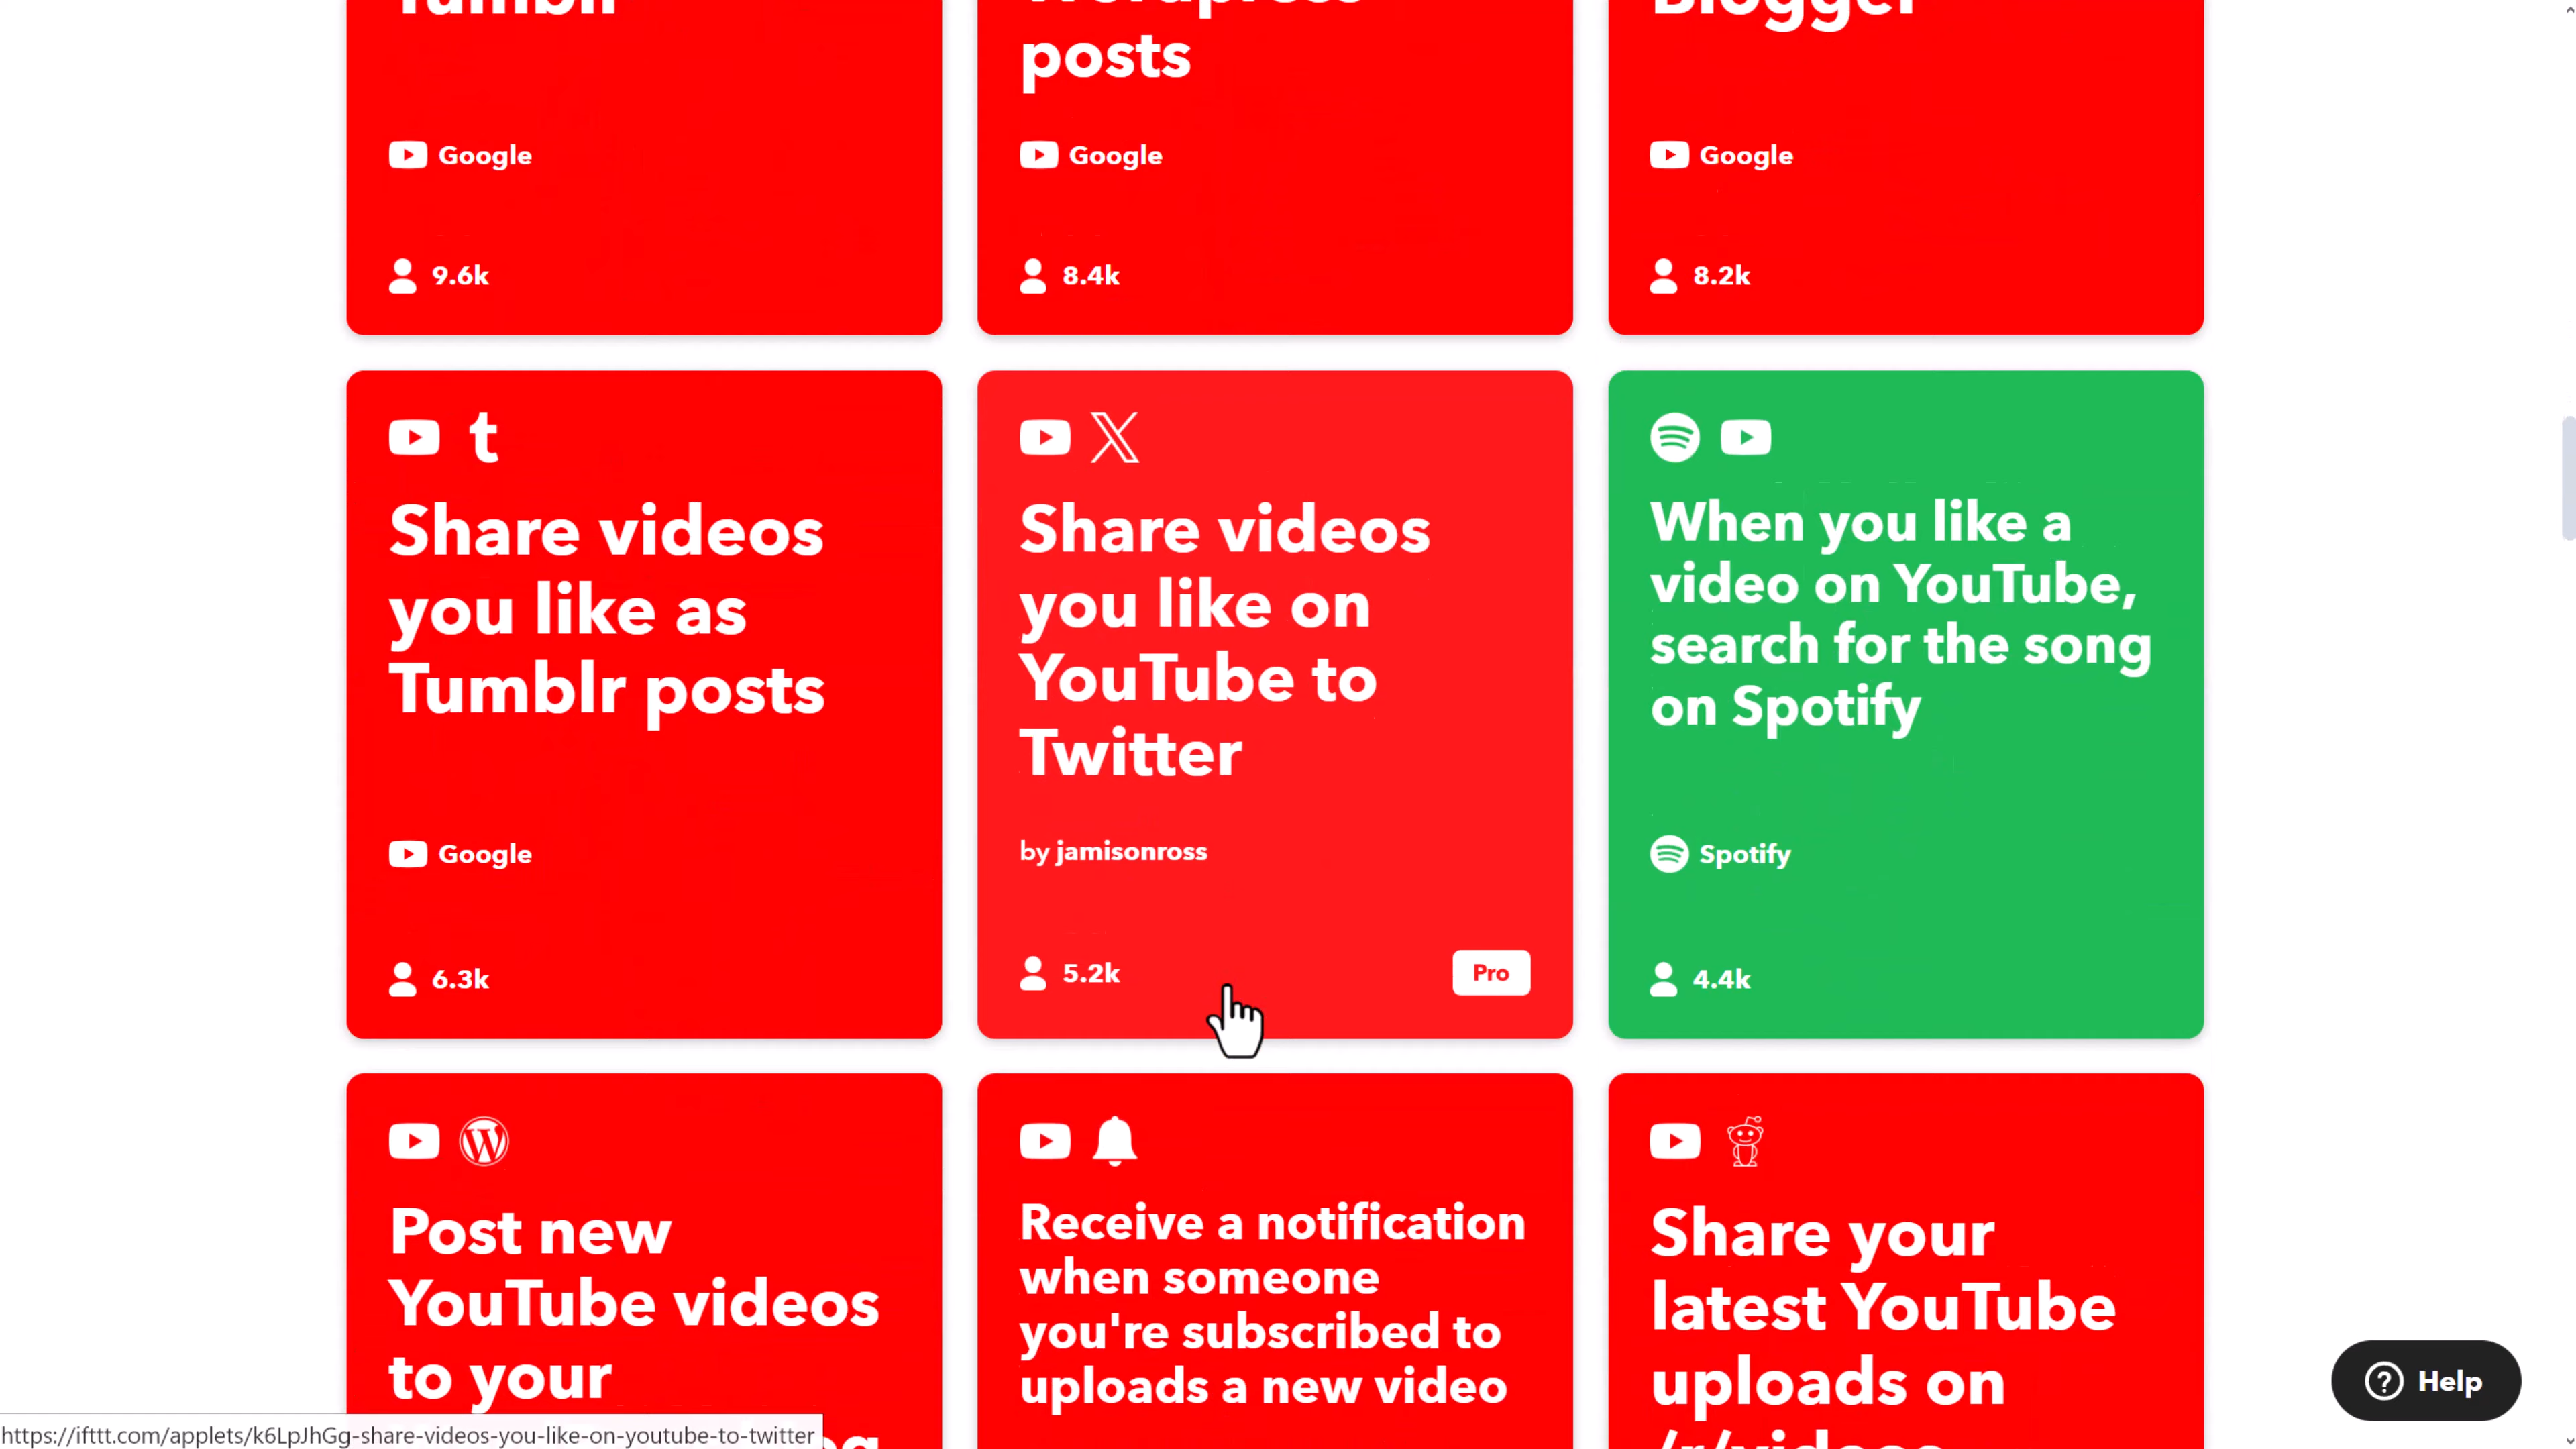 Tumblr
Wordpress
posts
Blogger
Google
Google
Google
9.6k
8.4k
8.2k
Share videos
you like as
Tumblr posts
Google
6.3k
Share videos
you like on
YouTube to
Twitter
by jamisonross
5.2k
Pro
When you like a
video on YouTube,
search for the song
on Spotify
Spotify
4.4k
Post new
YouTube videos
to your
Receive a notification
when someone
you're subscribed to
uploads a new video
Share your
latest YouTube
uploads on
/r/videos
Help
https://ifttt.com/applets/k6LpJhGg-share-videos-you-like-on-youtube-to-twitter